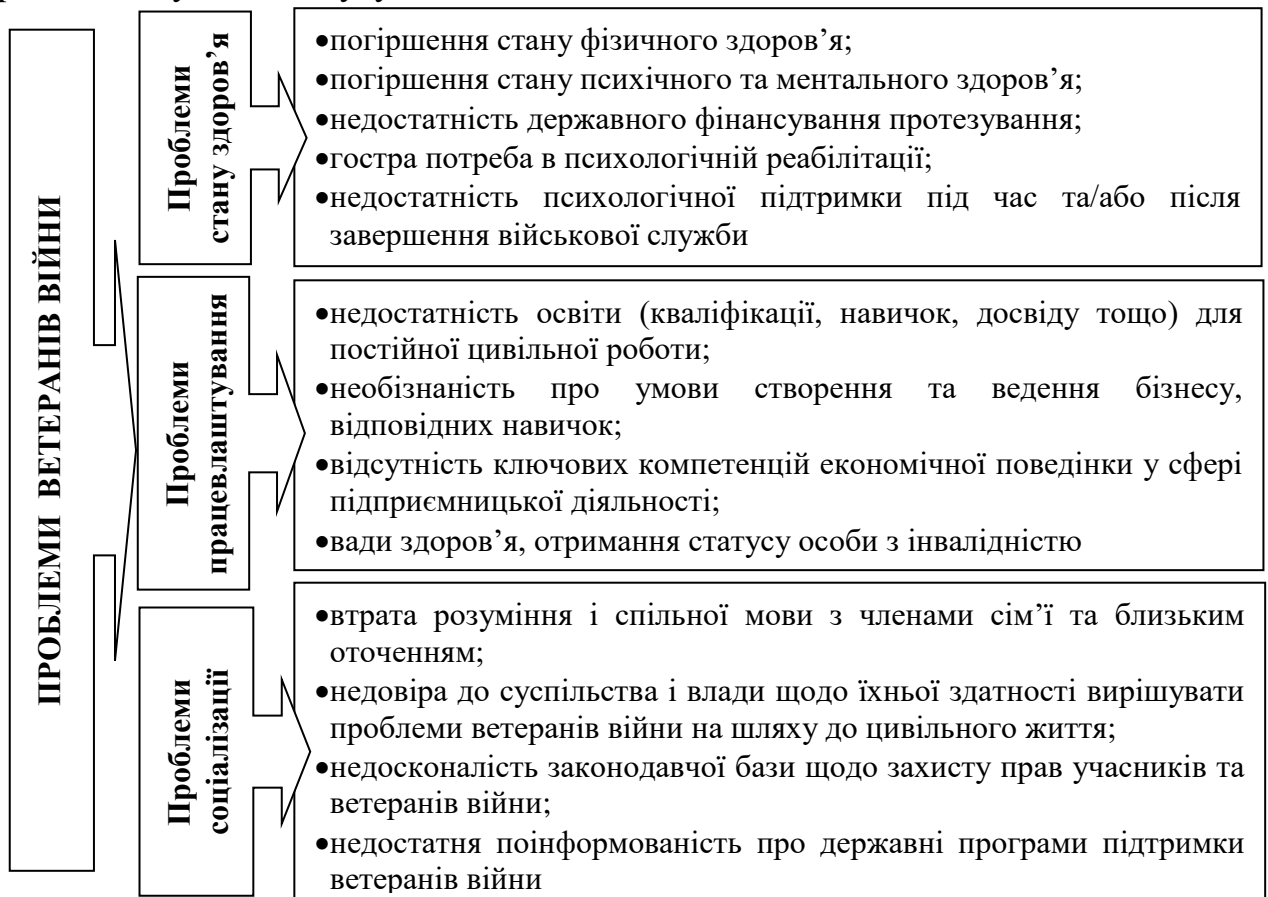 ПРОБЛЕМИ ВЕТЕРАНІВ ВІЙНИ
Проблеми
стану здоров’я
•погіршення стану фізичного здоров’я;
•погіршення стану психічного та ментального здоров’я;
•недостатність державного фінансування протезування;
•гостра потреба в психологічній реабілітації;
•недостатність психологічної підтримки під час та/або після
завершення військової служби
Проблеми
працевлаштування
•недостатність освіти (кваліфікації, навичок, досвіду тощо) для
постійної цивільної роботи;
•необізнаність про умови створення та ведення бізнесу,
відповідних навичок;
•відсутність ключових компетенцій економічної поведінки у сфері
підприємницької діяльності;
•вади здоров’я, отримання статусу особи з інвалідністю
Проблеми
соціалізації
•втрата розуміння і спільної мови з членами сім’ї та близьким
оточенням;
•недовіра до суспільства і влади щодо їхньої здатності вирішувати
проблеми ветеранів війни на шляху до цивільного життя;
•недосконалість законодавчої бази щодо захисту прав учасників та
ветеранів війни;
•недостатня поінформованість про державні програми підтримки
ветеранів війни